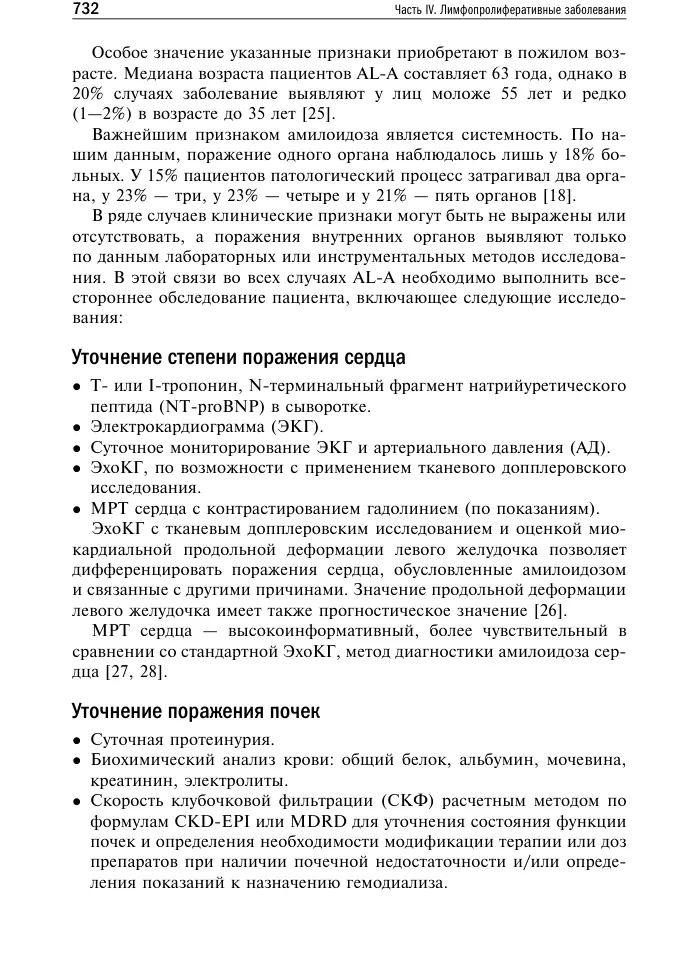 732
Часть IV. Лимфопролиферативные заболевания
Особое значение указанные признаки приобретают в пожилом воз-
расте. Медиана возраста пациентов AL-A составляет 63 года, однако в
20% случаях заболевание выявляют у лиц моложе 55 лет и редко
(1—2%) в возрасте до 35 лет [25].
Важнейшим признаком амилоидоза является системность. По на-
шим данным, поражение одного органа наблюдалось лишь у 18% бо-
льных. У 15% пациентов патологический процесс затрагивал два орга-
на, у 23% — три, у 23% — четыре и у 21% — пять органов [18].
В ряде случаев клинические признаки могут быть не выражены или
отсутствовать, а поражения внутренних органов выявляют только
по данным лабораторных или инструментальных методов исследова-
ния. В этой связи во всех случаях AL-A необходимо выполнить все-
стороннее обследование пациента, включающее следующие исследо-
вания:
Уточнение степени поражения сердца
• Т- или I-тропонин, N-терминальный фрагмент натрийуретического
пептида (NT-proBNP) в сыворотке.
• Электрокардиограмма (ЭКГ).
• Суточное мониторирование ЭКГ и артериального давления (АД).
• ЭхоКГ, по возможности с применением тканевого допплеровского
исследования.
• МРТ сердца с контрастированием гадолинием (по показаниям).
ЭхоКГ с тканевым допплеровским исследованием и оценкой мио-
кардиальной продольной деформации левого желудочка позволяет
дифференцировать поражения сердца, обусловленные амилоидозом
и связанные с другими причинами. Значение продольной деформации
левого желудочка имеет также прогностическое значение [26].
МРТ сердца — высокоинформативный, более чувствительный в
сравнении со стандартной ЭхоКГ, метод диагностики амилоидоза сер-
дца [27, 28].
Уточнение поражения почек
• Суточная протеинурия.
• Биохимический анализ крови: общий белок, альбумин, мочевина,
креатинин, электролиты.
• Скорость клубочковой фильтрации (СКФ) расчетным методом по
формулам CKD-EPI или MDRD для уточнения состояния функции
почек и определения необходимости модификации терапии или доз
препаратов при наличии почечной недостаточности и/или опреде-
ления показаний к назначению гемодиализа.